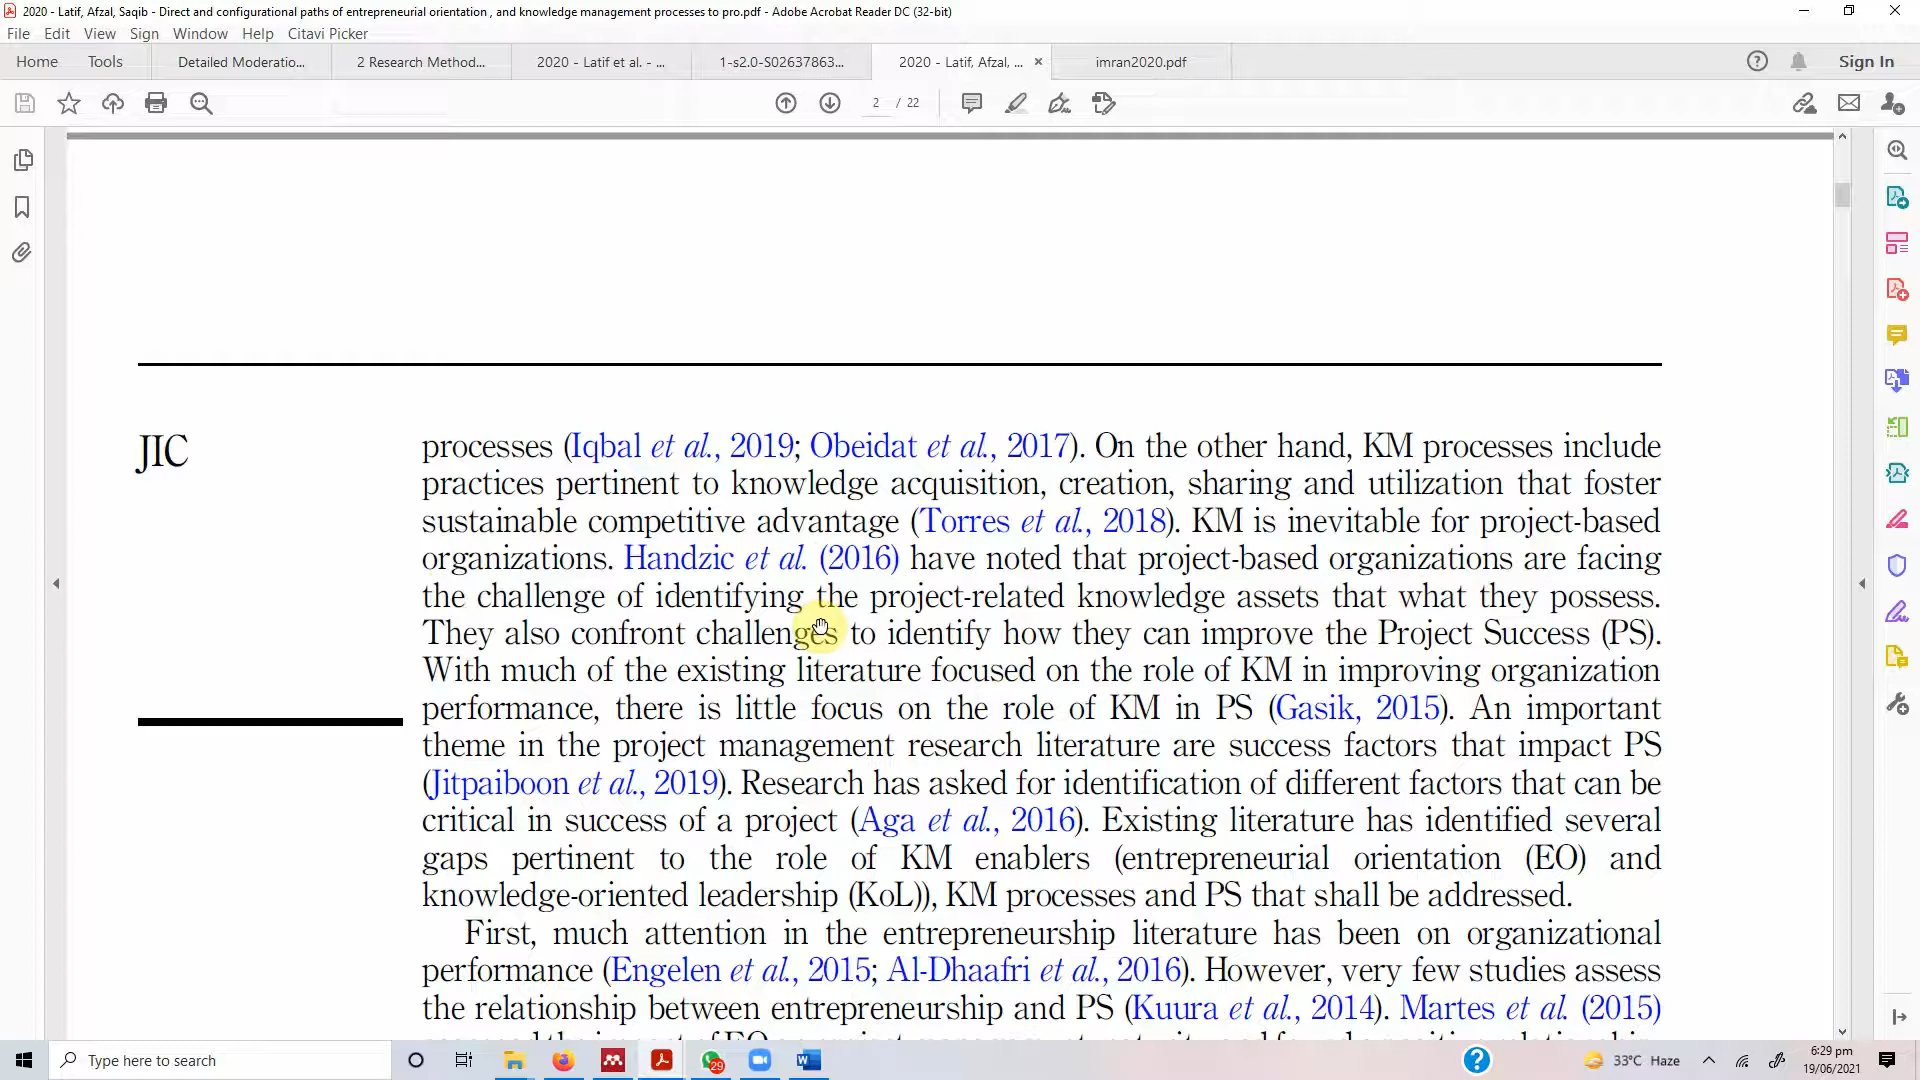 2020 - Latif, Afzal, Saqib - Direct and configurational paths of entrepreneurial orientation , and knowledge management processes to pro.pdf - Adobe Acrobat Reader DC (32-bit)
File Edit View Sign Window Help Citavi Picker
Home Tools Detailed Moderatio... 2 Research Method... 2020 - Latif et al. - ... 1-s2.0-S02637863... 2020 - Latif, Afzal, ... × imran2020.pdf Sign In
2 / 22
JIC
processes (Iqbal et al., 2019; Obeidat et al., 2017). On the other hand, KM processes include
practices pertinent to knowledge acquisition, creation, sharing and utilization that foster
sustainable competitive advantage (Torres et al., 2018). KM is inevitable for project-based
organizations. Handzic et al. (2016) have noted that project-based organizations are facing
the challenge of identifying the project-related knowledge assets that what they possess.
They also confront challenges to identify how they can improve the Project Success (PS).
With much of the existing literature focused on the role of KM in improving organization
performance, there is little focus on the role of KM in PS (Gasik, 2015). An important
theme in the project management research literature are success factors that impact PS
(Jitpaiboon et al., 2019). Research has asked for identification of different factors that can be
critical in success of a project (Aga et al., 2016). Existing literature has identified several
gaps pertinent to the role of KM enablers (entrepreneurial orientation (EO) and
knowledge-oriented leadership (KoL)), KM processes and PS that shall be addressed.
First, much attention in the entrepreneurship literature has been on organizational
performance (Engelen et al., 2015; Al-Dhaafri et al., 2016). However, very few studies assess
the relationship between entrepreneurship and PS (Kuura et al., 2014). Martes et al. (2015)
Type here to search
29
33°C Haze
6:29 pm
19/06/2021